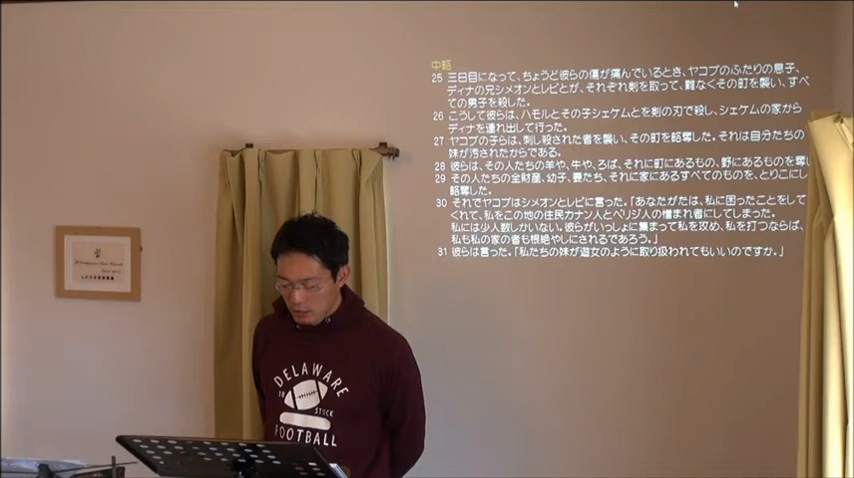 中略
25 三日目になって、ちょうど彼らの傷が痛んでいるとき、ヤコブのふたりの息子、
ディナの兄シメオンとレビとが、それぞれ剣を取って、難なくその町を襲い、すべ
ての男子を殺した。
26 こうして彼らは、ハモルとその子シェケムとを剣の刃で殺し、シェケムの家から
ディナを連れ出して行った。
27 ヤコブの子らは、刺し殺された者を襲い、その町を略奪した。それは自分たちの
妹が汚されたからである。
28 彼らは、その人たちの羊や、牛や、ろば、それに町にあるもの、野にあるものを奪
29 その人たちの全財産、幼子、妻たち、それに家にあるすべてのものを、とりこにし
略奪した。
30 それでヤコブはシメオンとレビに言った。「あなたがたは、私に困ったことをして
くれて、私をこの地の住民カナン人とペリジ人の憎まれ者にしてしまった。
私には少人数しかいない。彼らがいっしょに集まって私を攻め、私を打つならば、
私も私の家の者も根絶やしにされるであろう。」
31 彼らは言った。「私たちの妹が遊女のように取り扱われてもいいのですか。」
DELAWARE
STOCK
FOOTBALL